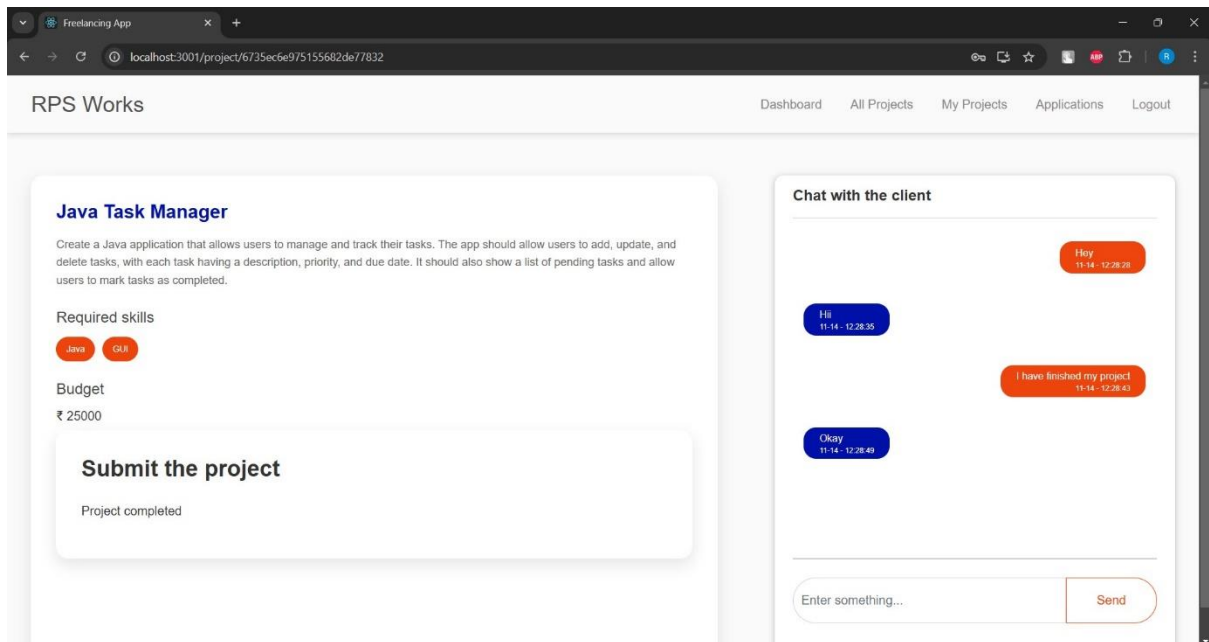 Freelancing App
localhost:3001/project/6735ec6e975155682de77832
ABP
R
RPS Works
Dashboard All Projects My Projects Applications Logout
Java Task Manager
Create a Java application that allows users to manage and track their tasks. The app should allow users to add, update, and
delete tasks, with each task having a description, priority, and due date. It should also show a list of pending tasks and allow
users to mark tasks as completed.
Required skills
Java GUI
Budget
₹ 25000
Submit the project
Project completed
Chat with the client
Hey
11-14 - 12:28:28
Hii
11-14 - 12:28:35
I have finished my project
11-14 - 12:28:43
Okay
11-14 - 12:28:49
Enter something...
Send